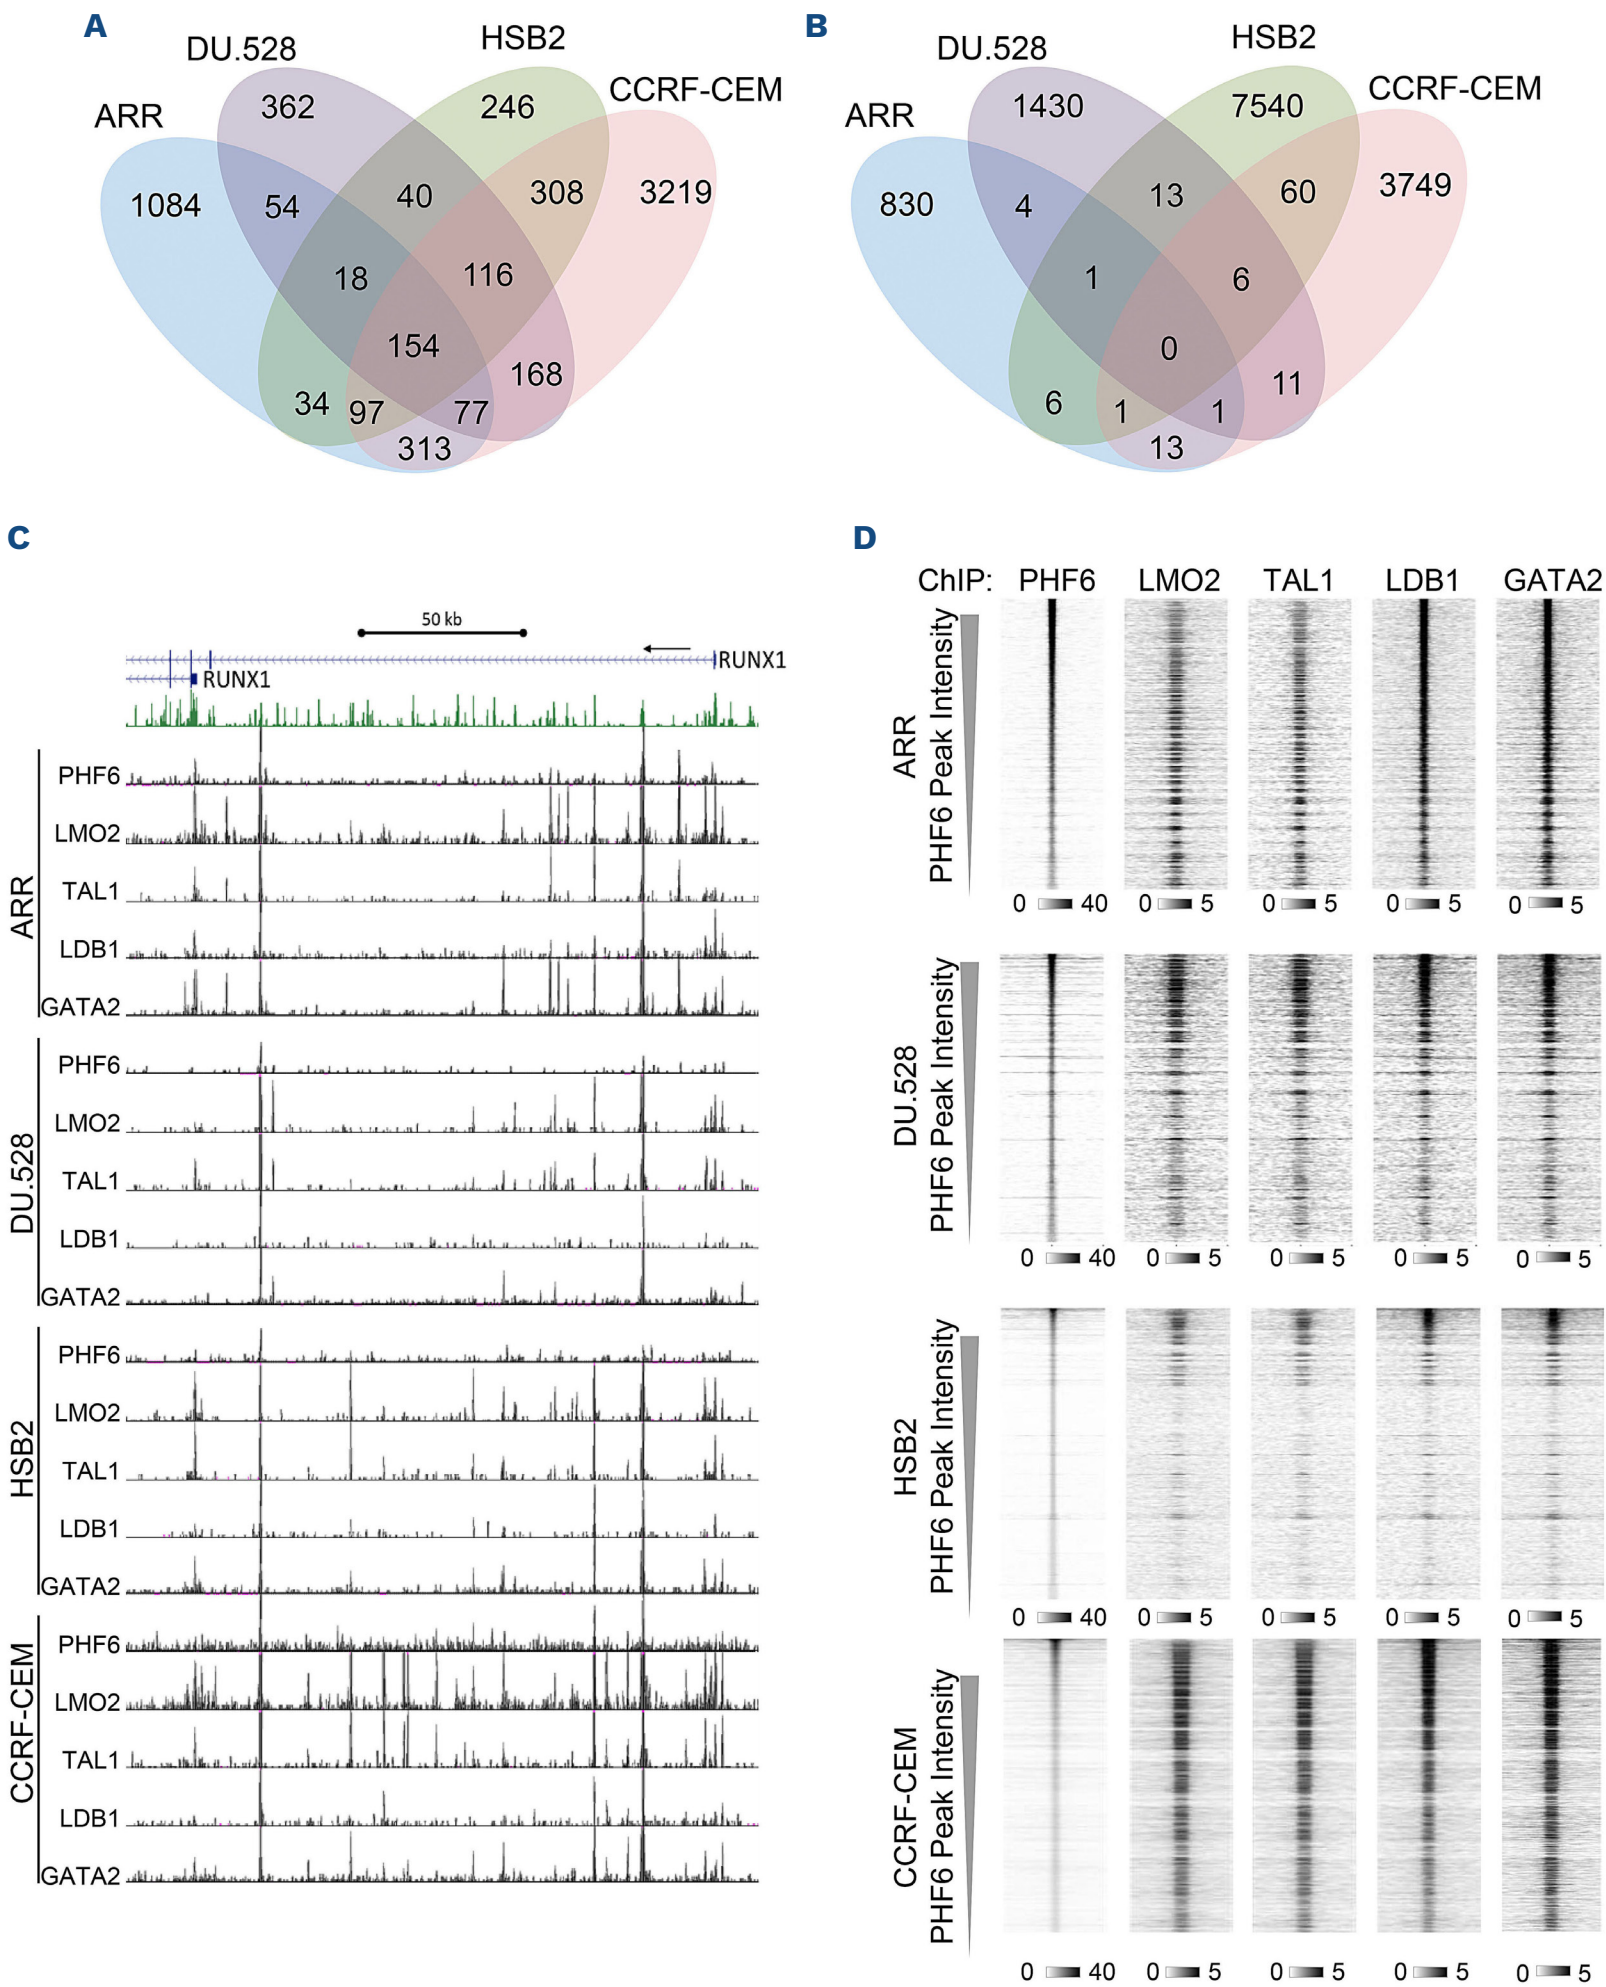 A
DU.528
HSB2
CCRF-CEM
ARR
362
246
1084
54
40
308
3219
18
116
154
168
34
97
77
313
B
DU.528
HSB2
CCRF-CEM
ARR
1430
7540
830
4
13
60
3749
1
6
0
11
6
1
1
13
C
50 kb
RUNX1
RUNX1
ARR
PHF6
LMO2
TAL1
LDB1
GATA2
DU.528
PHF6
LMO2
TAL1
LDB1
GATA2
HSB2
PHF6
LMO2
TAL1
LDB1
GATA2
CCRF-CEM
PHF6
LMO2
TAL1
LDB1
GATA2
D
ChIP: PHF6 LMO2 TAL1 LDB1 GATA2
ARR
PHF6 Peak Intensity
0 40 0 5 0 5 0 5 0 5
DU.528
PHF6 Peak Intensity
0 40 0 5 0 5 0 5 0 5
HSB2
PHF6 Peak Intensity
0 40 0 5 0 5 0 5 0 5
CCRF-CEM
PHF6 Peak Intensity
0 40 0 5 0 5 0 5 0 5